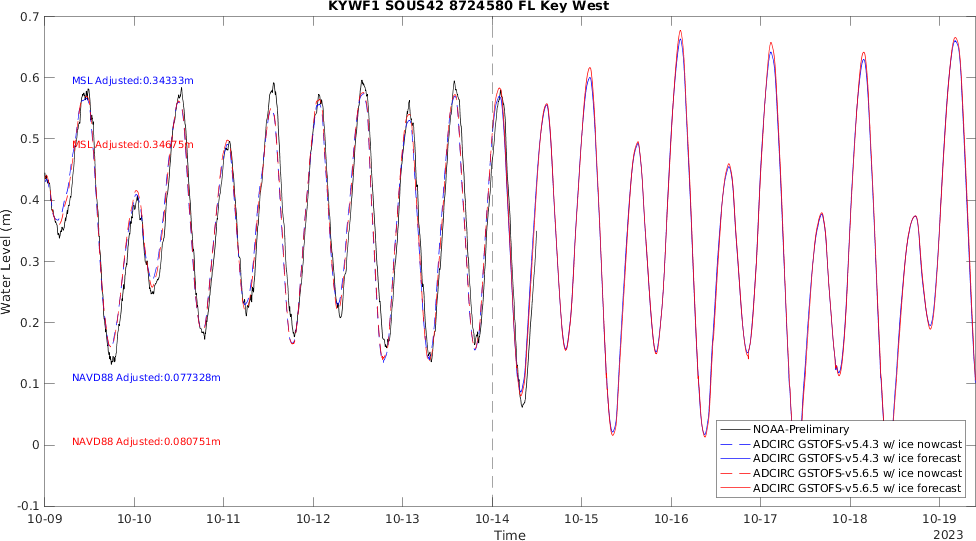 KYWF1 SOUS42 8724580 FL Key West
0.7
0.6
0.5
0.4
0.3
0.2
0.1
0
-0.1
Water Level (m)
MSL Adjusted:0.34333m
MSL Adjusted:0.34675m
NAVD88 Adjusted:0.077328m
NAVD88 Adjusted:0.080751m
NOAA-Preliminary
ADCIRC GSTOFS-v5.4.3 w/ ice nowcast
ADCIRC GSTOFS-v5.4.3 w/ ice forecast
ADCIRC GSTOFS-v5.6.5 w/ ice nowcast
ADCIRC GSTOFS-v5.6.5 w/ ice forecast
10-09 10-10 10-11 10-12 10-13 10-14 10-15 10-16 10-17 10-18 10-19
Time
2023